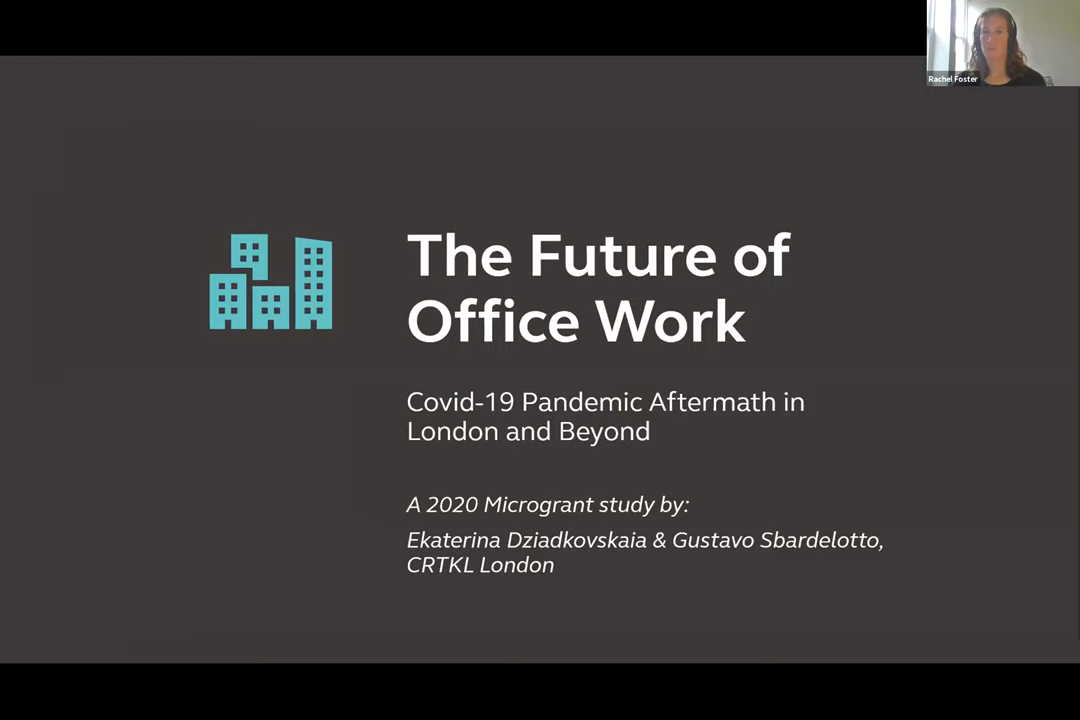 Rachel Foster
The Future of
Office Work
Covid-19 Pandemic Aftermath in
London and Beyond
A 2020 Microgrant study by:
Ekaterina Dziadkovskaia & Gustavo Sbardelotto,
CRTKL London